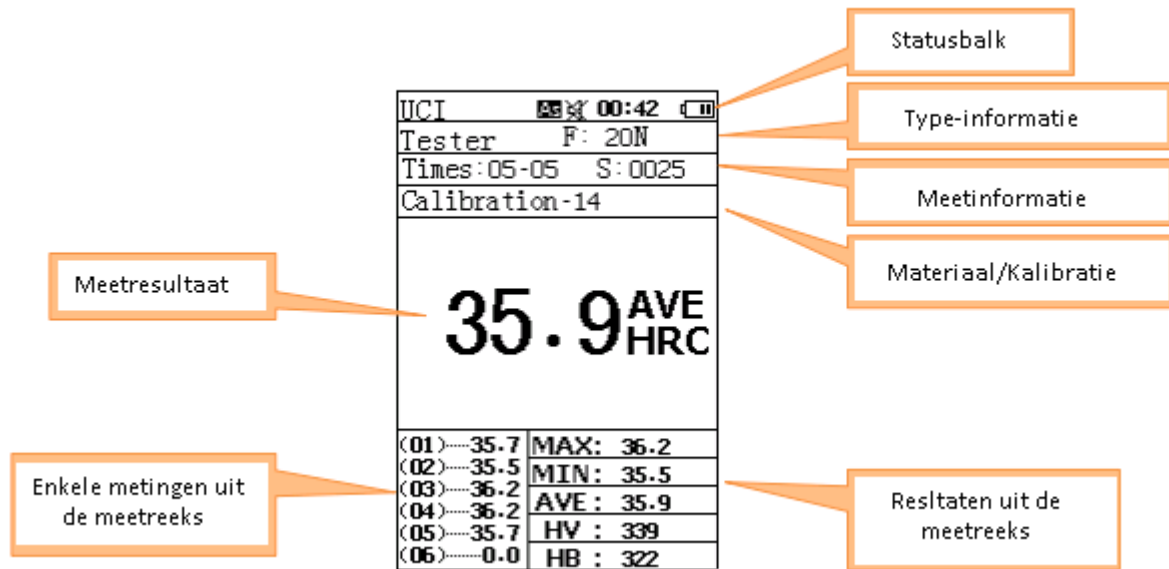 Statusbalk
UCI As 00:42
Type-informatie
Tester F: 20N
Times:05-05 S:0025
Meetinformatie
Calibration-14
Materiaal/Kalibratie
Meetresultaat
35.9 AVE HRC
(01)----35.7 MAX: 36.2
(02)----35.5 MIN: 35.5
(03)----36.2 AVE : 35.9
(04)----36.2 HV : 339
(05)----35.7 HB : 322
(06)------0.0
Enkele metingen uit
de meetreeks
Resltaten uit de
meetreeks